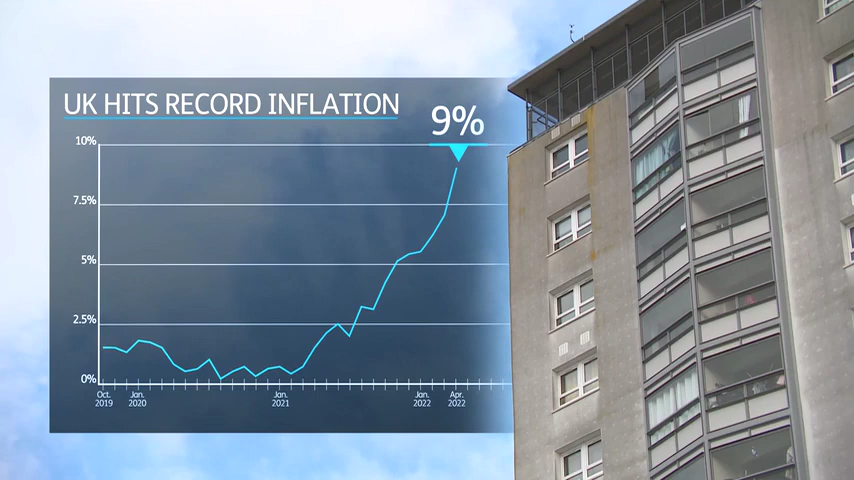 UK HITS RECORD INFLATION
9%
10%
7.5%
5%
2.5%
0%
Oct.
2019
Jan.
2020
Jan.
2021
Jan.
2022
Apr.
2022